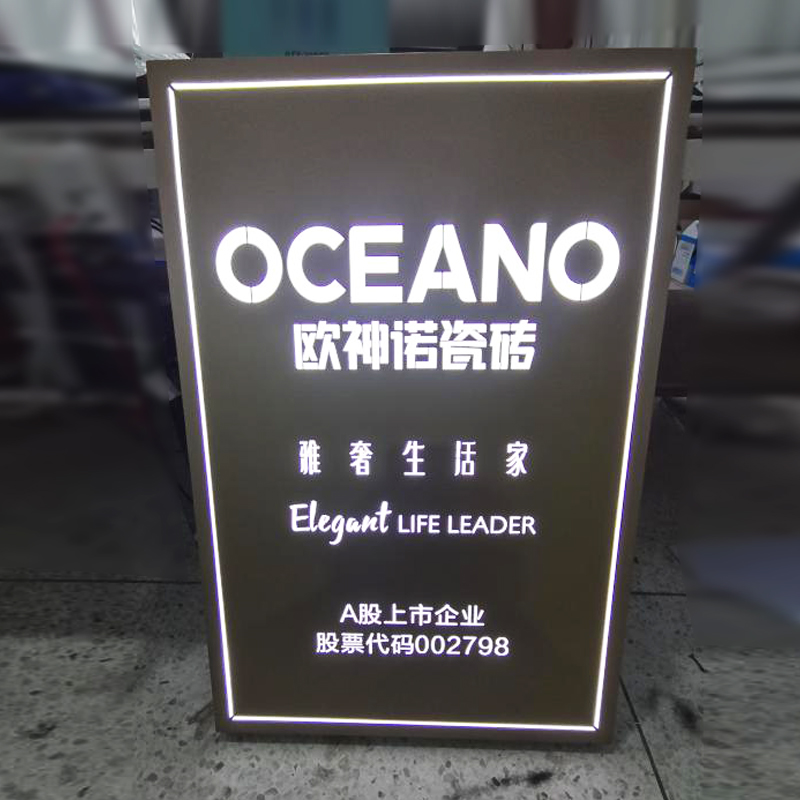 OCEANO
欧神诺瓷砖
雅奢生活家
Elegant LIFE LEADER
A股上市企业
股票代码002798